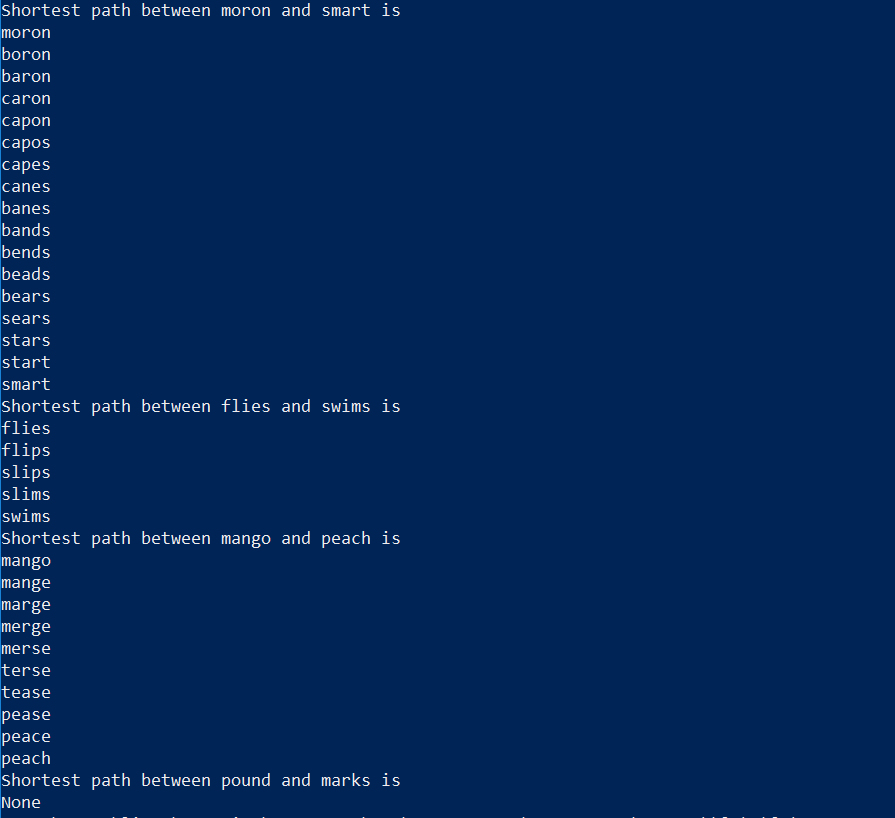 Shortest path between moron and smart is
moron
boron
baron
caron
capon
capos
capes
canes
banes
bands
bends
beads
bears
sears
stars
start
smart
Shortest path between flies and swims is
flies
flips
slips
slims
swims
Shortest path between mango and peach is
mango
mange
marge
merge
merse
terse
tease
pease
peace
peach
Shortest path between pound and marks is
None